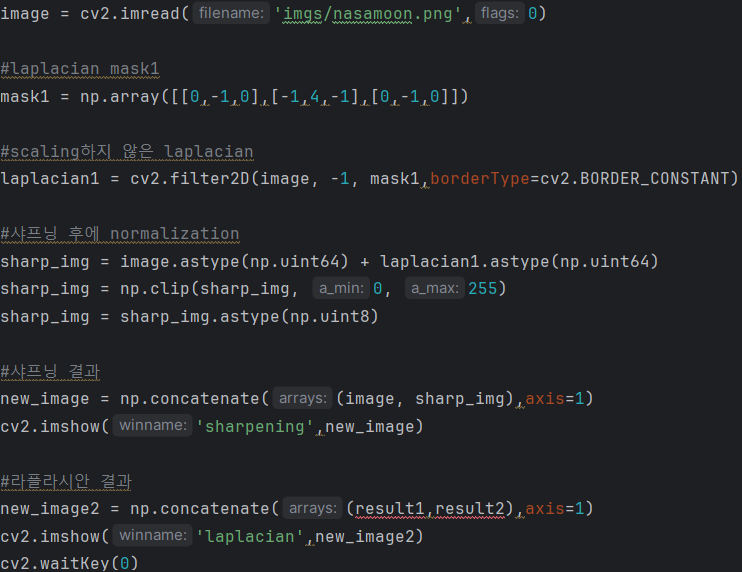 image = cv2.imread( filename: 'imgs/nasamoon.png', flags: 0)
#laplacian mask1
mask1 = np.array([[0,-1,0],[-1,4,-1],[0,-1,0]])
#scaling하지 않은 laplacian
laplacian1 = cv2.filter2D(image, -1, mask1,borderType=cv2.BORDER_CONSTANT)
#샤프닝 후에 normalization
sharp_img = image.astype(np.uint64) + laplacian1.astype(np.uint64)
sharp_img = np.clip(sharp_img, a_min: 0, a_max: 255)
sharp_img = sharp_img.astype(np.uint8)
#샤프닝 결과
new_image = np.concatenate( arrays: (image, sharp_img),axis=1)
cv2.imshow( winname: 'sharpening',new_image)
#라플라시안 결과
new_image2 = np.concatenate( arrays: (result1,result2),axis=1)
cv2.imshow( winname: 'laplacian',new_image2)
cv2.waitKey(0)